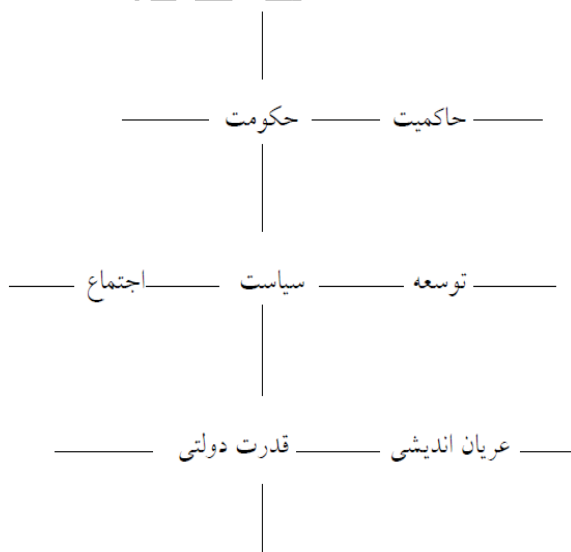 حاکمیت حکومت
توسعه سیاست اجتماع
عریان اندیشی قدرت دولتی